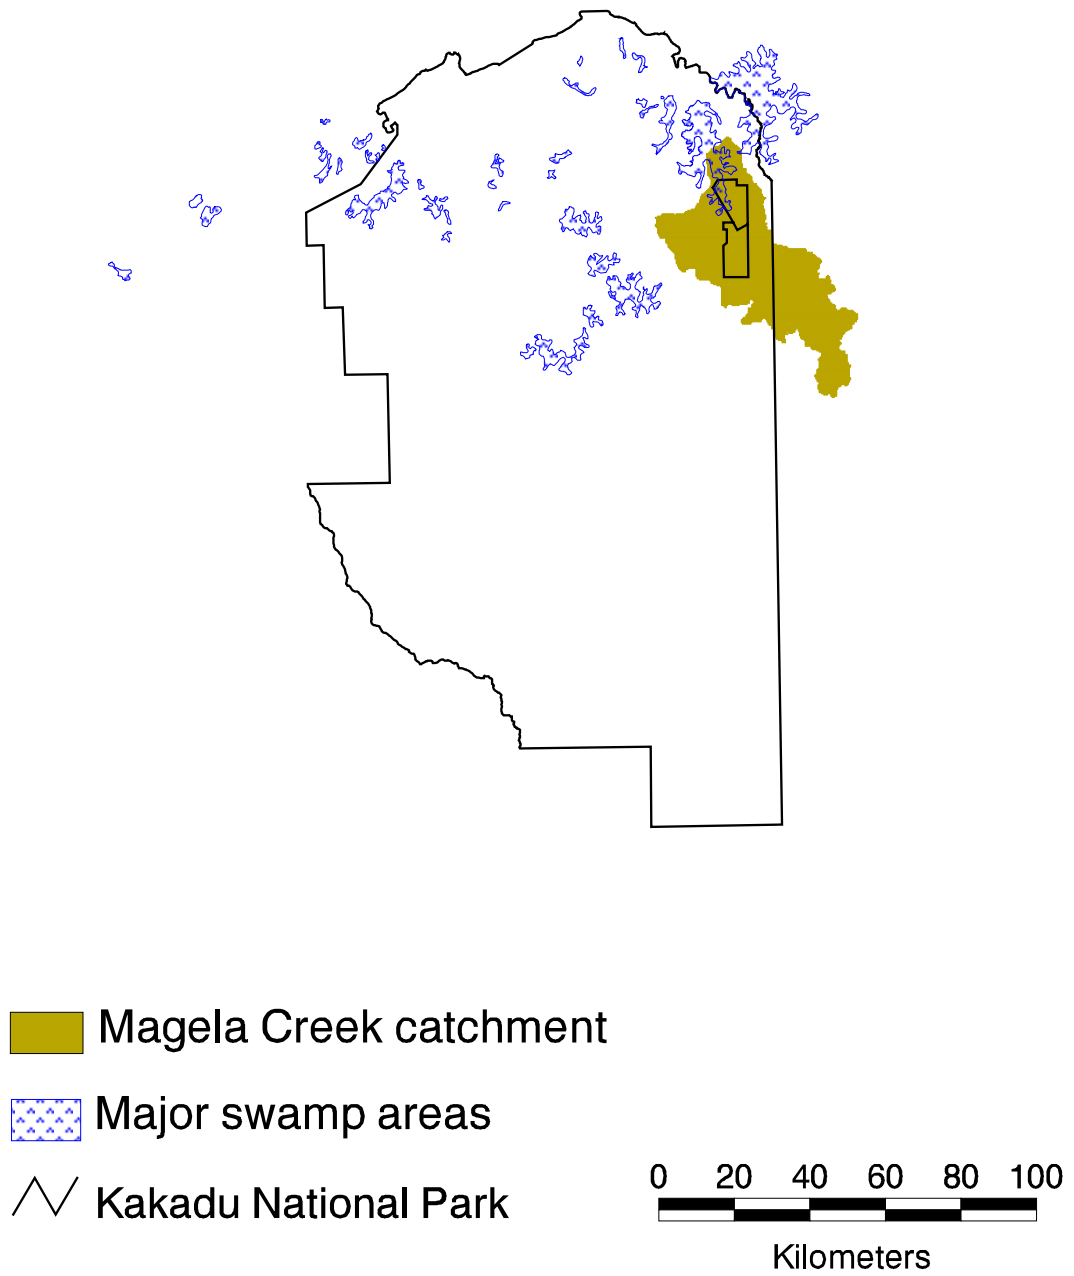 Magela Creek catchment
Major swamp areas
Kakadu National Park
0 20 40 60 80 100
Kilometers